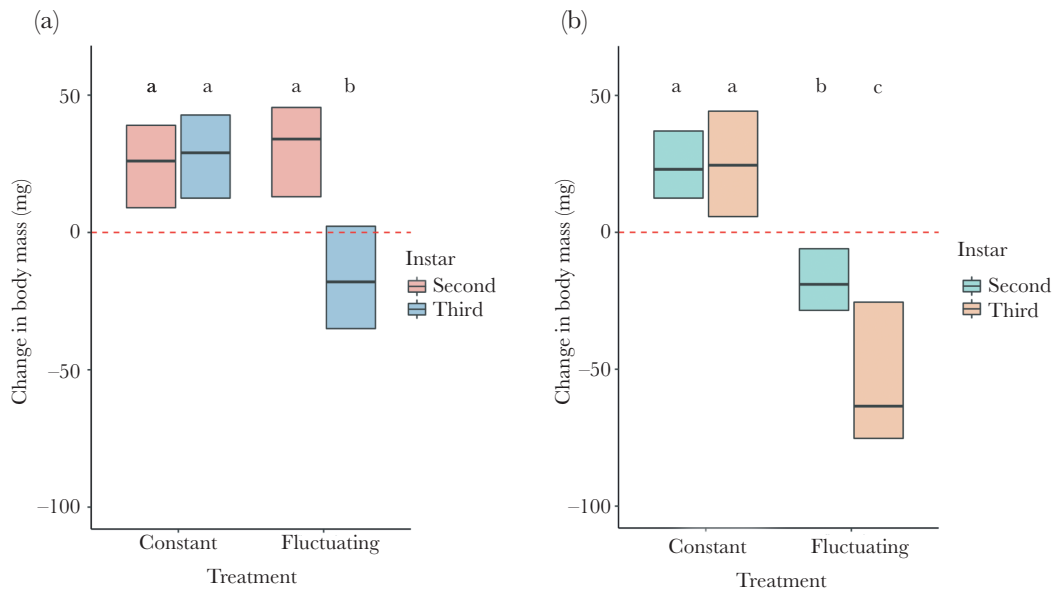 (a)
50
0
−50
−100
Change in body mass (mg)
a
a
a
b
Instar
Second
Third
Constant
Fluctuating
Treatment
(b)
50
0
−50
−100
Change in body mass (mg)
a
a
b
c
Instar
Second
Third
Constant
Fluctuating
Treatment